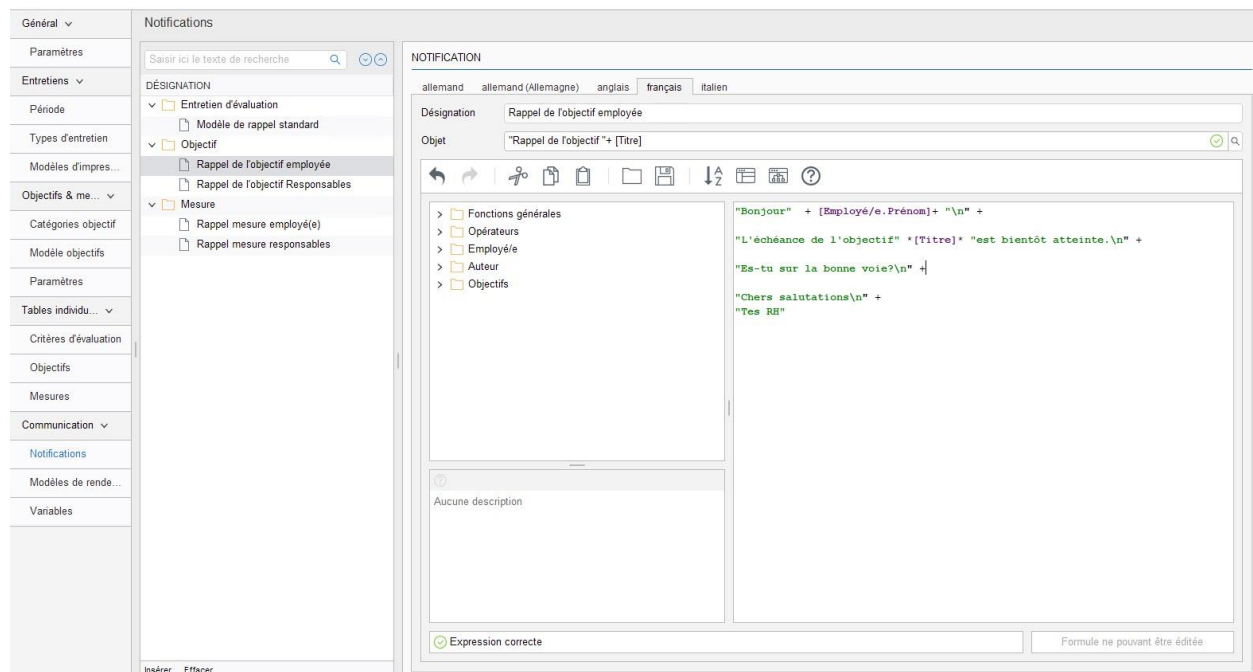 Général
Paramètres
Entretiens
Période
Types d'entretien
Modèles d'impres...
Objectifs & me...
Catégories objectif
Modèle objectifs
Paramètres
Tables individu...
Critères d'évaluation
Objectifs
Mesures
Communication
Notifications
Modèles de rende...
Variables
Notifications
Saisir ici le texte de recherche
DÉSIGNATION
Entretien d'évaluation
Modèle de rappel standard
Objectif
Rappel de l'objectif employée
Rappel de l'objectif Responsables
Mesure
Rappel mesure employé(e)
Rappel mesure responsables
Insérer Effacer
NOTIFICATION
allemand allemand (Allemagne) anglais français italien
Désignation Rappel de l'objectif employée
Objet "Rappel de l'objectif "+ [Titre]
Fonctions générales
Opérateurs
Employé/e
Auteur
Objectifs
Aucune description
"Bonjour" + [Employé/e.Prénom]+ "\n" +
"L'échéance de l'objectif" *[Titre]* "est bientôt atteinte.\n" +
"Es-tu sur la bonne voie?\n" +
"Chers salutations\n" +
"Tes RH"
Expression correcte
Formule ne pouvant être éditée